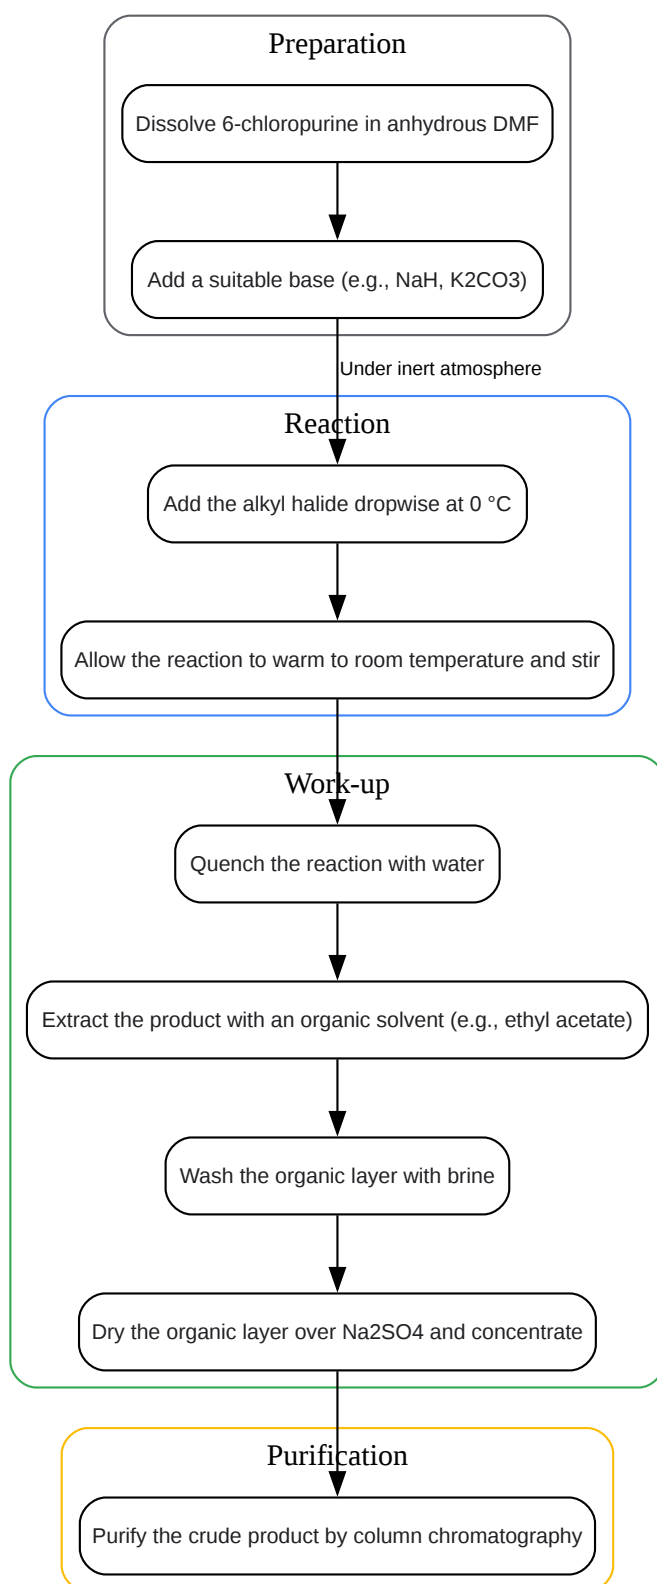 Preparation
Dissolve 6-chloropurine in anhydrous DMF
Add a suitable base (e.g., NaH, K2CO3)
Under inert atmosphere
Reaction
Add the alkyl halide dropwise at 0 °C
Allow the reaction to warm to room temperature and stir
Work-up
Quench the reaction with water
Extract the product with an organic solvent (e.g., ethyl acetate)
Wash the organic layer with brine
Dry the organic layer over Na2SO4 and concentrate
Purification
Purify the crude product by column chromatography